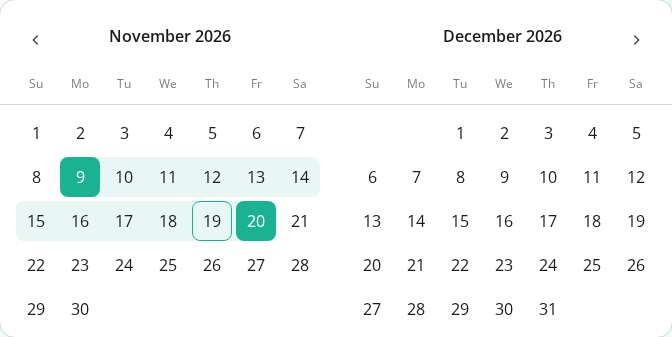 November 2026
Su Mo Tu We Th Fr Sa
1 2 3 4 5 6 7
8 9 10 11 12 13 14
15 16 17 18 19 20 21
22 23 24 25 26 27 28
29 30
December 2026
Su Mo Tu We Th Fr Sa
1 2 3 4 5
6 7 8 9 10 11 12
13 14 15 16 17 18 19
20 21 22 23 24 25 26
27 28 29 30 31